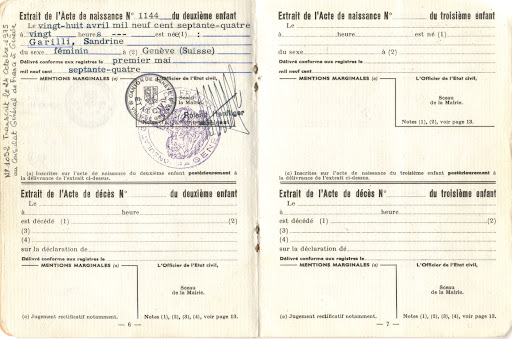 Nº 1092 Transcrit le 24 octobre 1975
au Consulat Général de France à Genève
Extrait de l'Acte de naissance N° 1144 du deuxième enfant
Le vingt-huit avril mil neuf cent septante-quatre
à vingt heures --- est né(1) :
Garilli, Sandrine
du sexe féminin à (2) Genève (Suisse)
Délivré conforme aux registres le premier mai
mil neuf cent septante-quatre
MENTIONS MARGINALES (a)
L'Officier de l'Etat civil,
Sceau
de la Mairie.
(a) Inscrites sur l'acte de naissance du deuxième enfant postérieurement à
la délivrance de l'extrait ci-dessus.
Extrait de l'Acte de décès N° du deuxième enfant
Le
à heure
est décédé (1) (2)
(3)
(4)
sur la déclaration de
Délivré conforme aux registres le
MENTIONS MARGINALES (a)
L'Officier de l'Etat civil,
Sceau
de la Mairie.
(a) Jugement rectificatif notamment.
Notes (1), (2), (3), (4), voir page 13.
— 6 —
Extrait de l'Acte de naissance N° du troisième enfant
Le
à heure est né (1)
du sexe à (2)
Délivré conforme aux registres le
mil neuf cent
MENTIONS MARGINALES (a)
L'Officier de l'Etat civil,
Sceau
de la Mairie.
Notes (1), (2), voir page 13.
(a) Inscrites sur l'acte de naissance du troisième enfant postérieurement à
la délivrance de l'extrait ci-dessus.
Extrait de l'Acte de décès N° du troisième enfant
Le
à heure
est décédé (1) (2)
(3)
(4)
sur la déclaration de
Délivré conforme aux registres le
MENTIONS MARGINALES (a)
L'Officier de l'Etat civil,
Sceau
de la Mairie.
(a) Jugement rectificatif notamment.
Notes (1), (2), (3), (4), voir page 13.
— 7 —